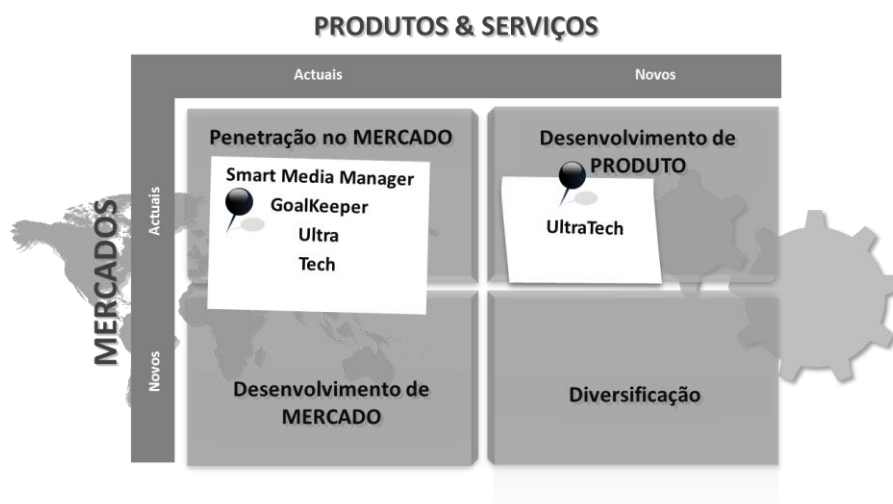 PRODUTOS & SERVIÇOS
Actuais
Novos
MERCADOS
Actuais
Novos
Penetração no MERCADO
Smart Media Manager
GoalKeeper
Ultra
Tech
Desenvolvimento de
PRODUTO
UltraTech
Desenvolvimento de
MERCADO
Diversificação